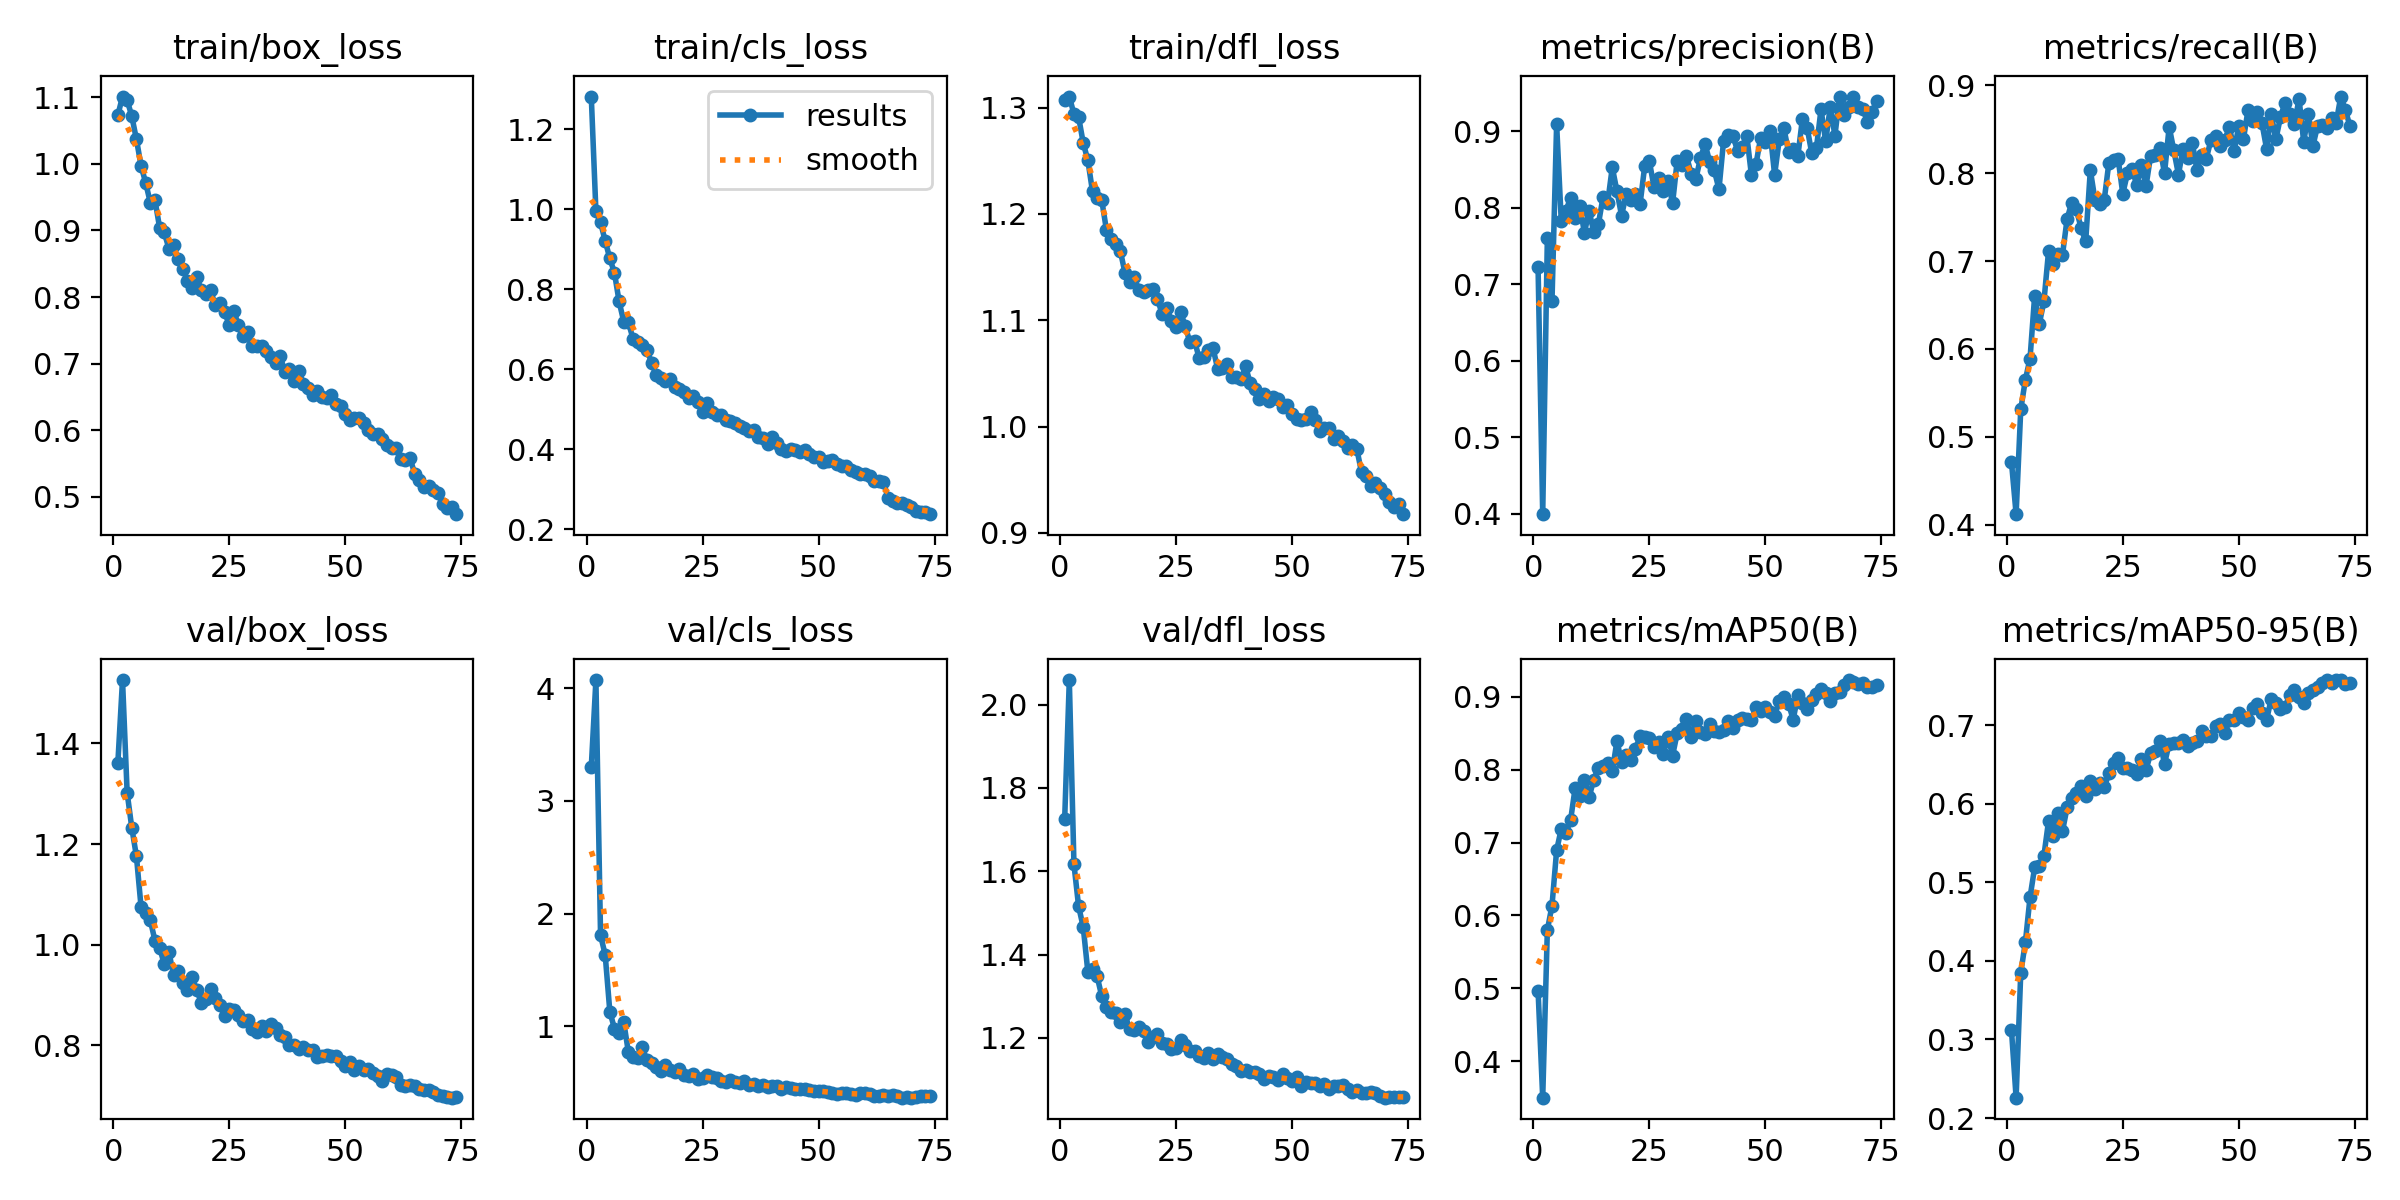 train/box_loss
1.1
1.0
0.9
0.8
0.7
0.6
0.5
0 25 50 75
train/cls_loss
results
smooth
1.2
1.0
0.8
0.6
0.4
0.2
0 25 50 75
train/dfl_loss
1.3
1.2
1.1
1.0
0.9
0 25 50 75
metrics/precision(B)
0.9
0.8
0.7
0.6
0.5
0.4
0 25 50 75
metrics/recall(B)
0.9
0.8
0.7
0.6
0.5
0.4
0 25 50 75
val/box_loss
1.4
1.2
1.0
0.8
0 25 50 75
val/cls_loss
4
3
2
1
0 25 50 75
val/dfl_loss
2.0
1.8
1.6
1.4
1.2
0 25 50 75
metrics/mAP50(B)
0.9
0.8
0.7
0.6
0.5
0.4
0 25 50 75
metrics/mAP50-95(B)
0.7
0.6
0.5
0.4
0.3
0.2
0 25 50 75